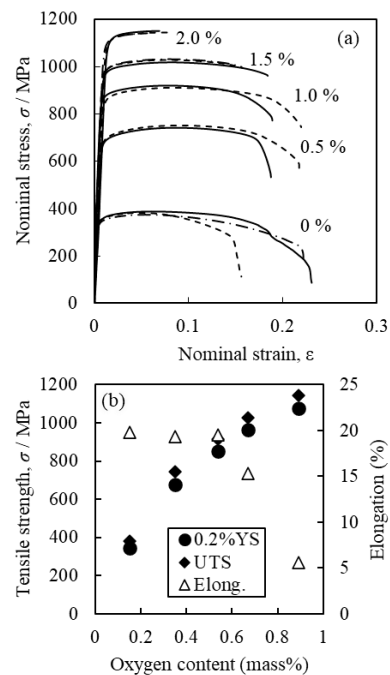 (a)
2.0 %
1.5 %
1.0 %
0.5 %
0 %
1200
1000
800
600
400
200
0
Nominal stress, σ / MPa
0 0.1 0.2 0.3
Nominal strain, ε
(b)
1200
1000
800
600
400
200
0
Tensile strength, σ / MPa
25
20
15
10
5
0
Elongation (%)
0.2%YS
UTS
Elong.
0 0.2 0.4 0.6 0.8 1
Oxygen content (mass%)